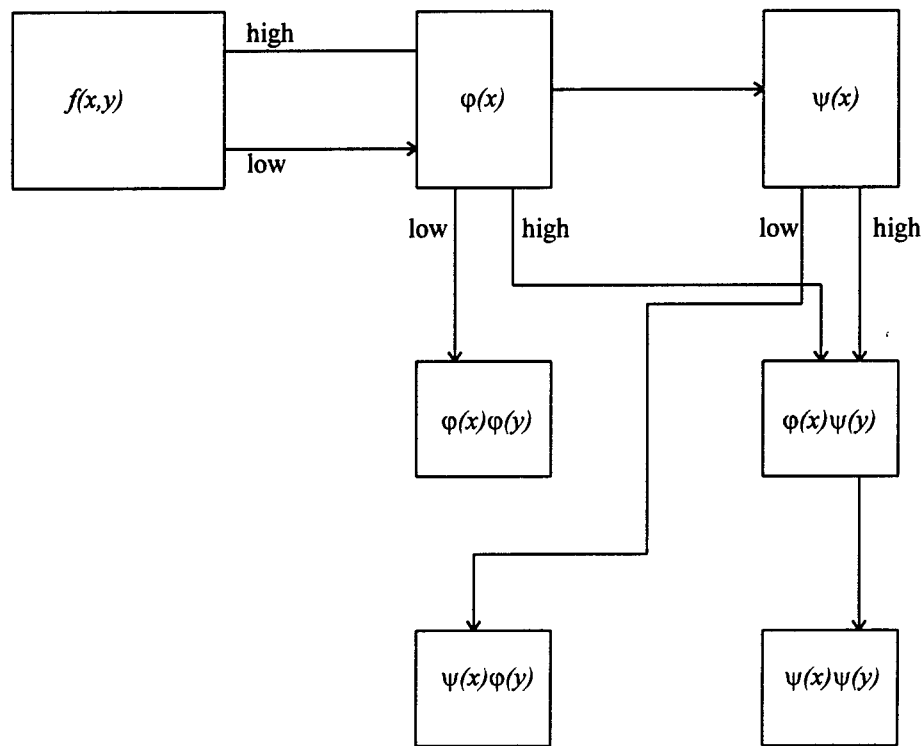 high
f(x,y)
φ(x)
ψ(x)
low
low
high
low
high
φ(x)φ(y)
φ(x)ψ(y)
ψ(x)φ(y)
ψ(x)ψ(y)